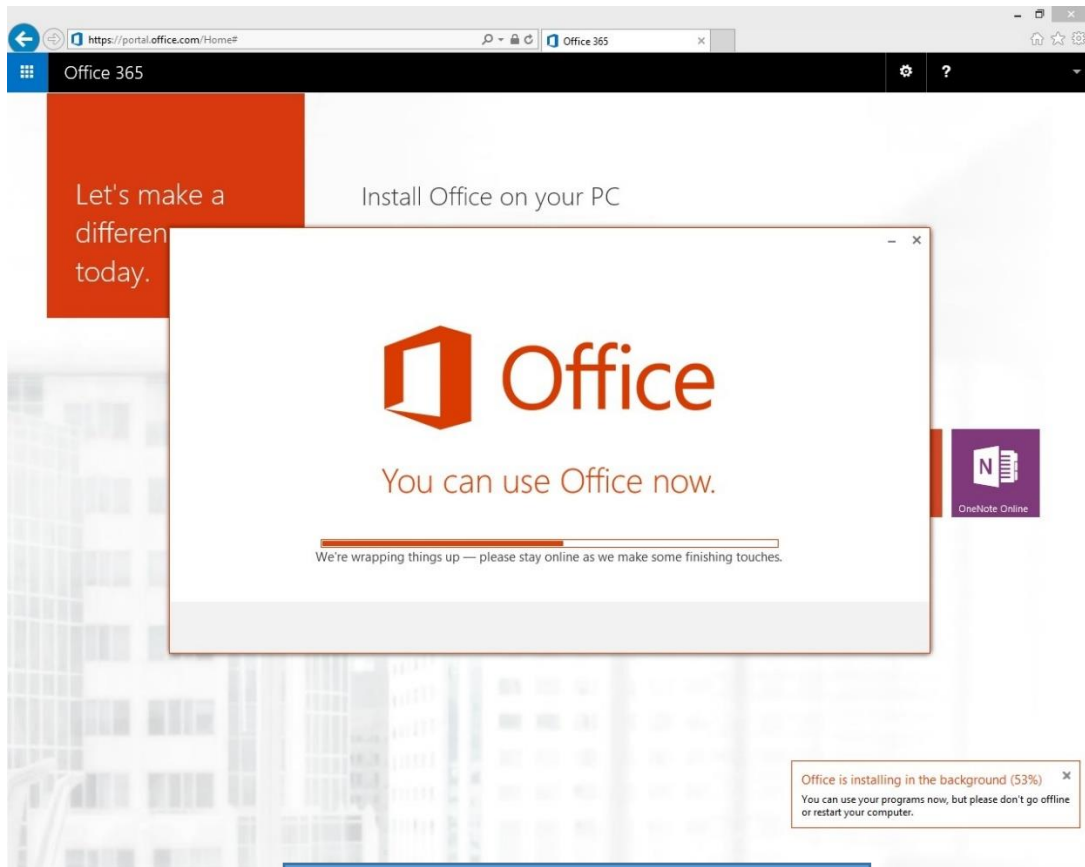 https://portal.office.com/Home#
Office 365
Office 365
?
Let's make a
differen
today.
Install Office on your PC
Office
You can use Office now.
We're wrapping things up — please stay online as we make some finishing touches.
N
OneNote Online
Office is installing in the background (53%)
You can use your programs now, but please don't go offline
or restart your computer.